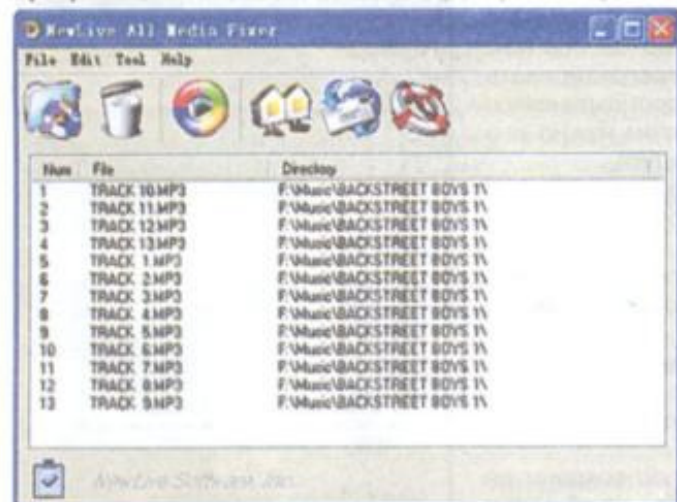 NewLive All Media Fixer
File Edit Tool Help
Num File Directory
1 TRACK 10.MP3 F:\Music\BACKSTREET BOYS 1\
2 TRACK 11.MP3 F:\Music\BACKSTREET BOYS 1\
3 TRACK 12.MP3 F:\Music\BACKSTREET BOYS 1\
4 TRACK 13.MP3 F:\Music\BACKSTREET BOYS 1\
5 TRACK 1.MP3 F:\Music\BACKSTREET BOYS 1\
6 TRACK 2.MP3 F:\Music\BACKSTREET BOYS 1\
7 TRACK 3.MP3 F:\Music\BACKSTREET BOYS 1\
8 TRACK 4.MP3 F:\Music\BACKSTREET BOYS 1\
9 TRACK 5.MP3 F:\Music\BACKSTREET BOYS 1\
10 TRACK 6.MP3 F:\Music\BACKSTREET BOYS 1\
11 TRACK 7.MP3 F:\Music\BACKSTREET BOYS 1\
12 TRACK 8.MP3 F:\Music\BACKSTREET BOYS 1\
13 TRACK 9.MP3 F:\Music\BACKSTREET BOYS 1\
NewLive Software